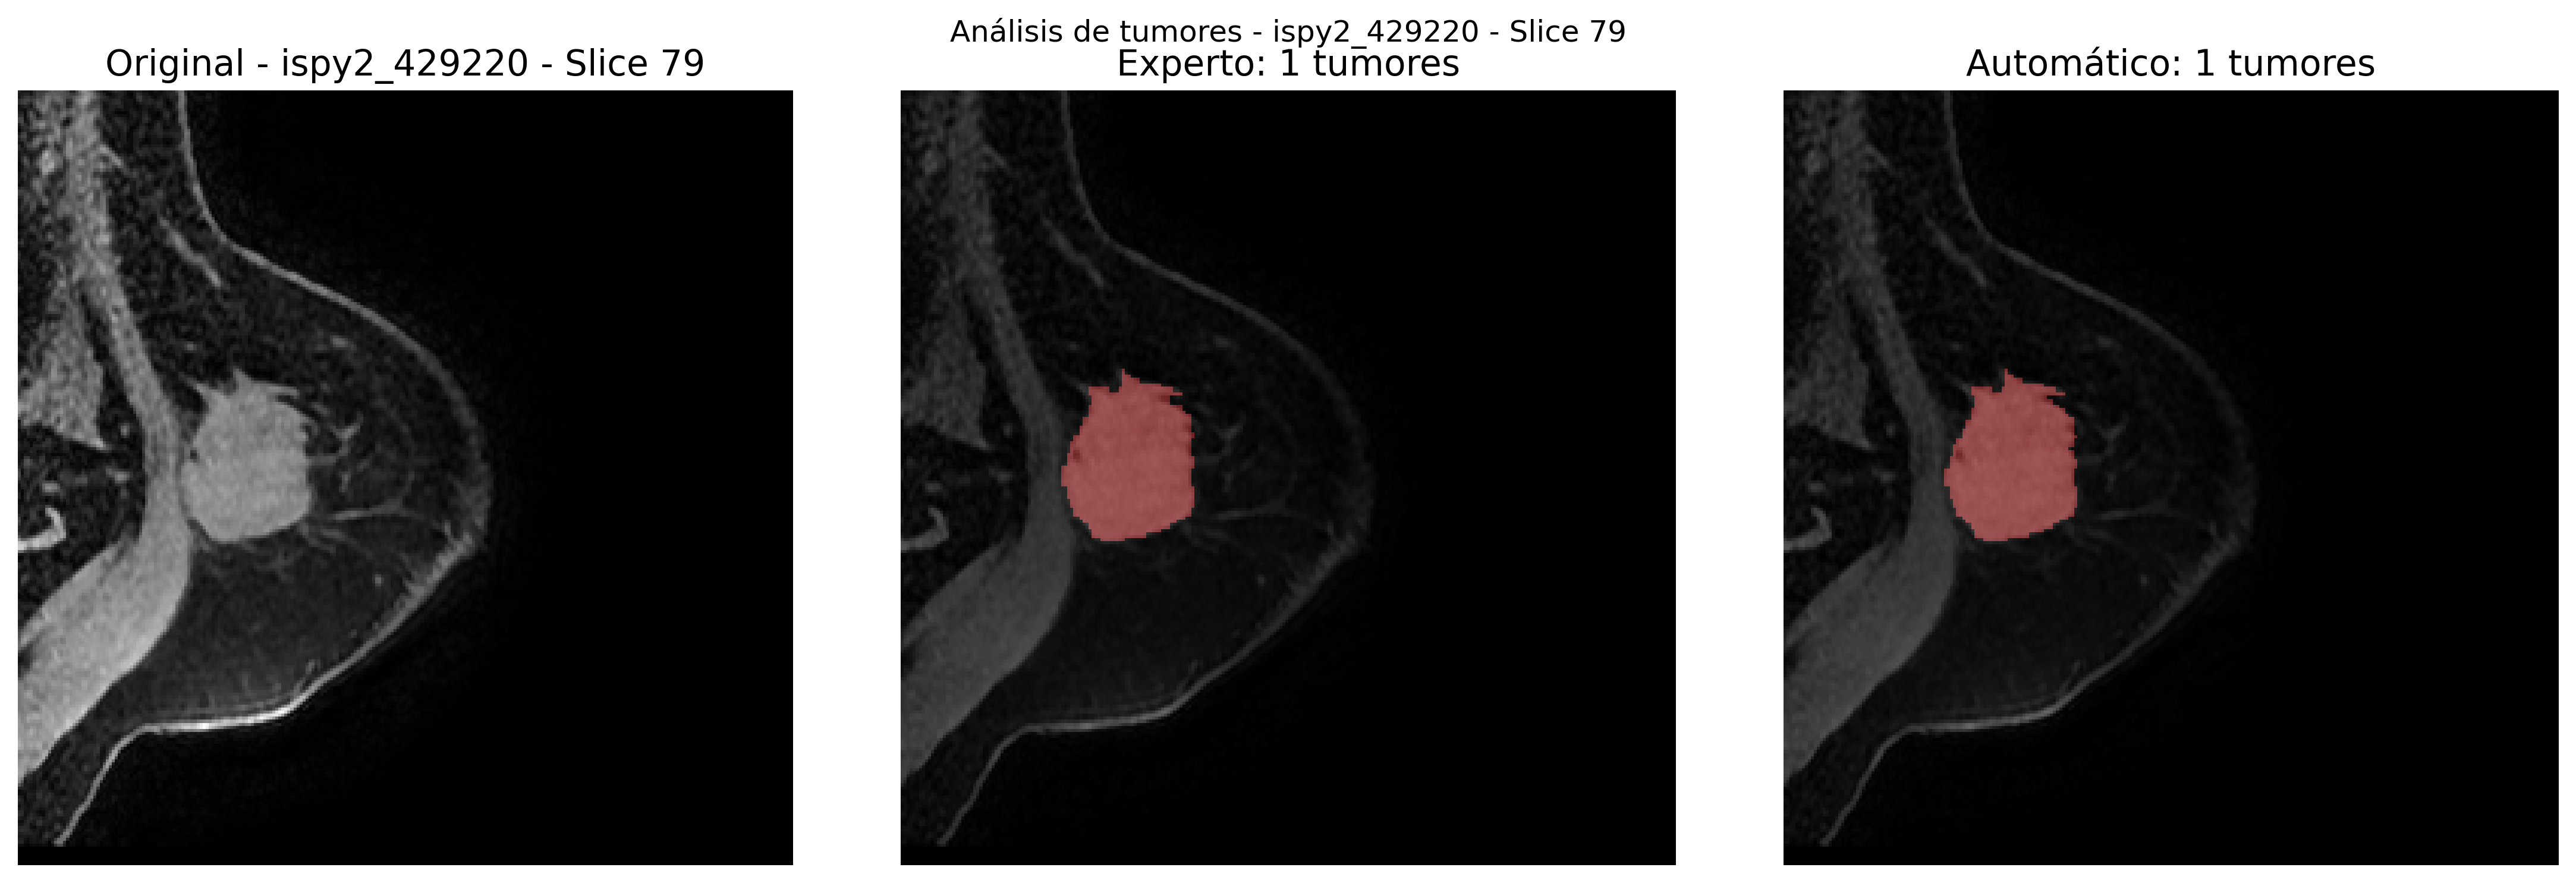 Análisis de tumores - ispy2_429220 - Slice 79
Original - ispy2_429220 - Slice 79
Experto: 1 tumores
Automático: 1 tumores